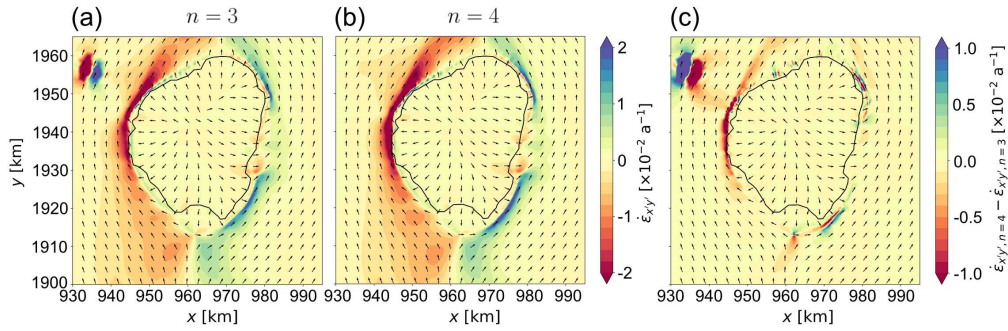 (a) n = 3 (b) n = 4 (c)
1960
1950
1940
1930
1920
1910
1900
y [km]
930 940 950 960 970 980 990
x [km]
930 940 950 960 970 980 990
x [km]
2
1
0
-1
-2
ε̇x′y′ [×10⁻² a⁻¹]
930 940 950 960 970 980 990
x [km]
1.0
0.5
0.0
-0.5
-1.0
ε̇x′y′, n=4 − ε̇x′y′, n=3 [×10⁻² a⁻¹]